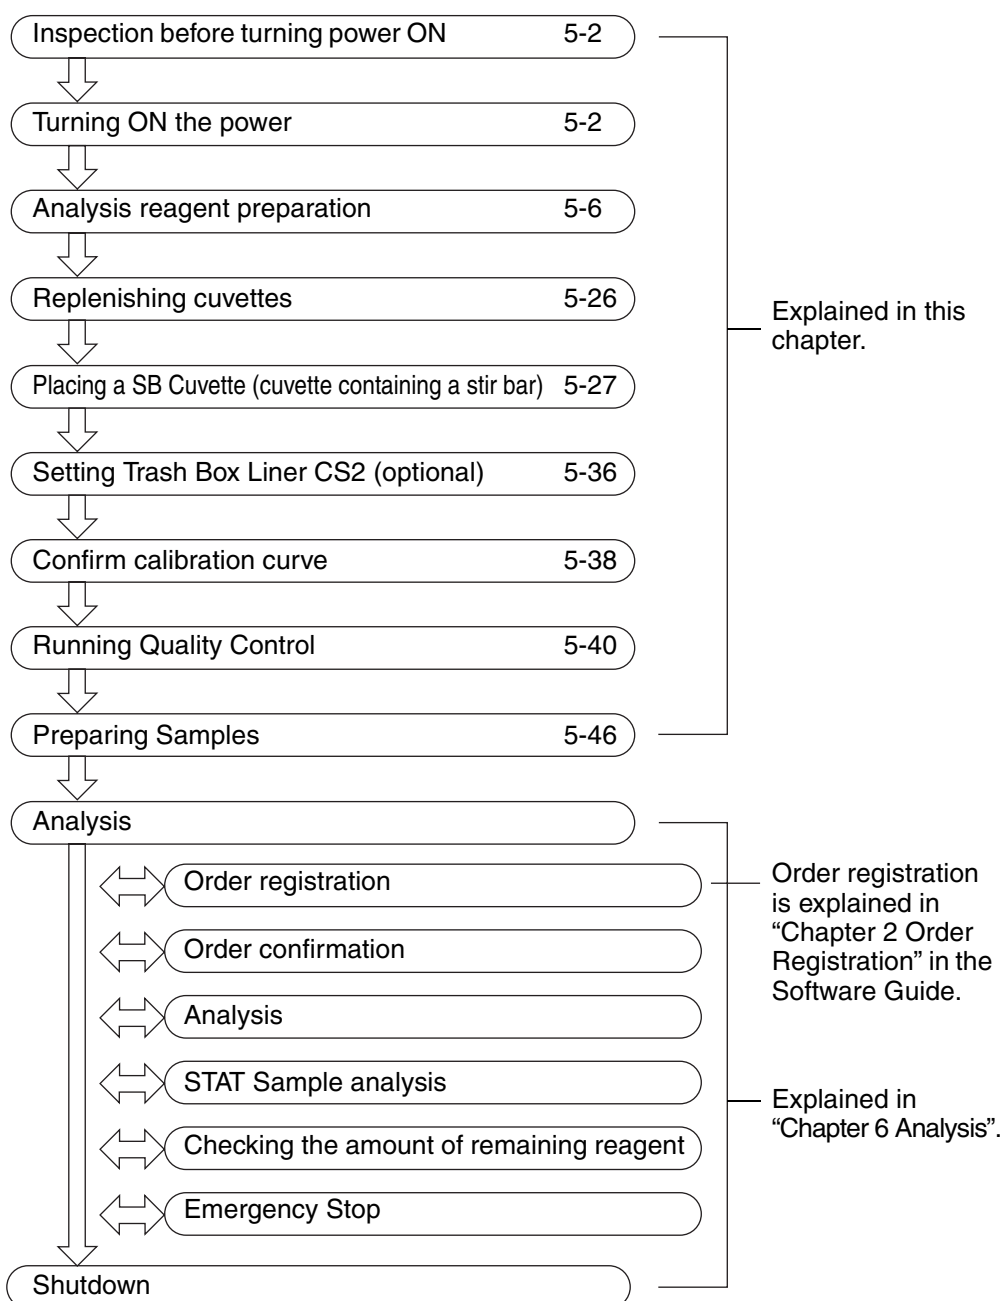 Inspection before turning power ON 5-2
Turning ON the power 5-2
Analysis reagent preparation 5-6
Replenishing cuvettes 5-26
Placing a SB Cuvette (cuvette containing a stir bar) 5-27
Setting Trash Box Liner CS2 (optional) 5-36
Confirm calibration curve 5-38
Running Quality Control 5-40
Preparing Samples 5-46
Explained in this
chapter.
Analysis
Order registration
Order confirmation
Analysis
STAT Sample analysis
Checking the amount of remaining reagent
Emergency Stop
Shutdown
Order registration
is explained in
“Chapter 2 Order
Registration” in the
Software Guide.
Explained in
“Chapter 6 Analysis”.